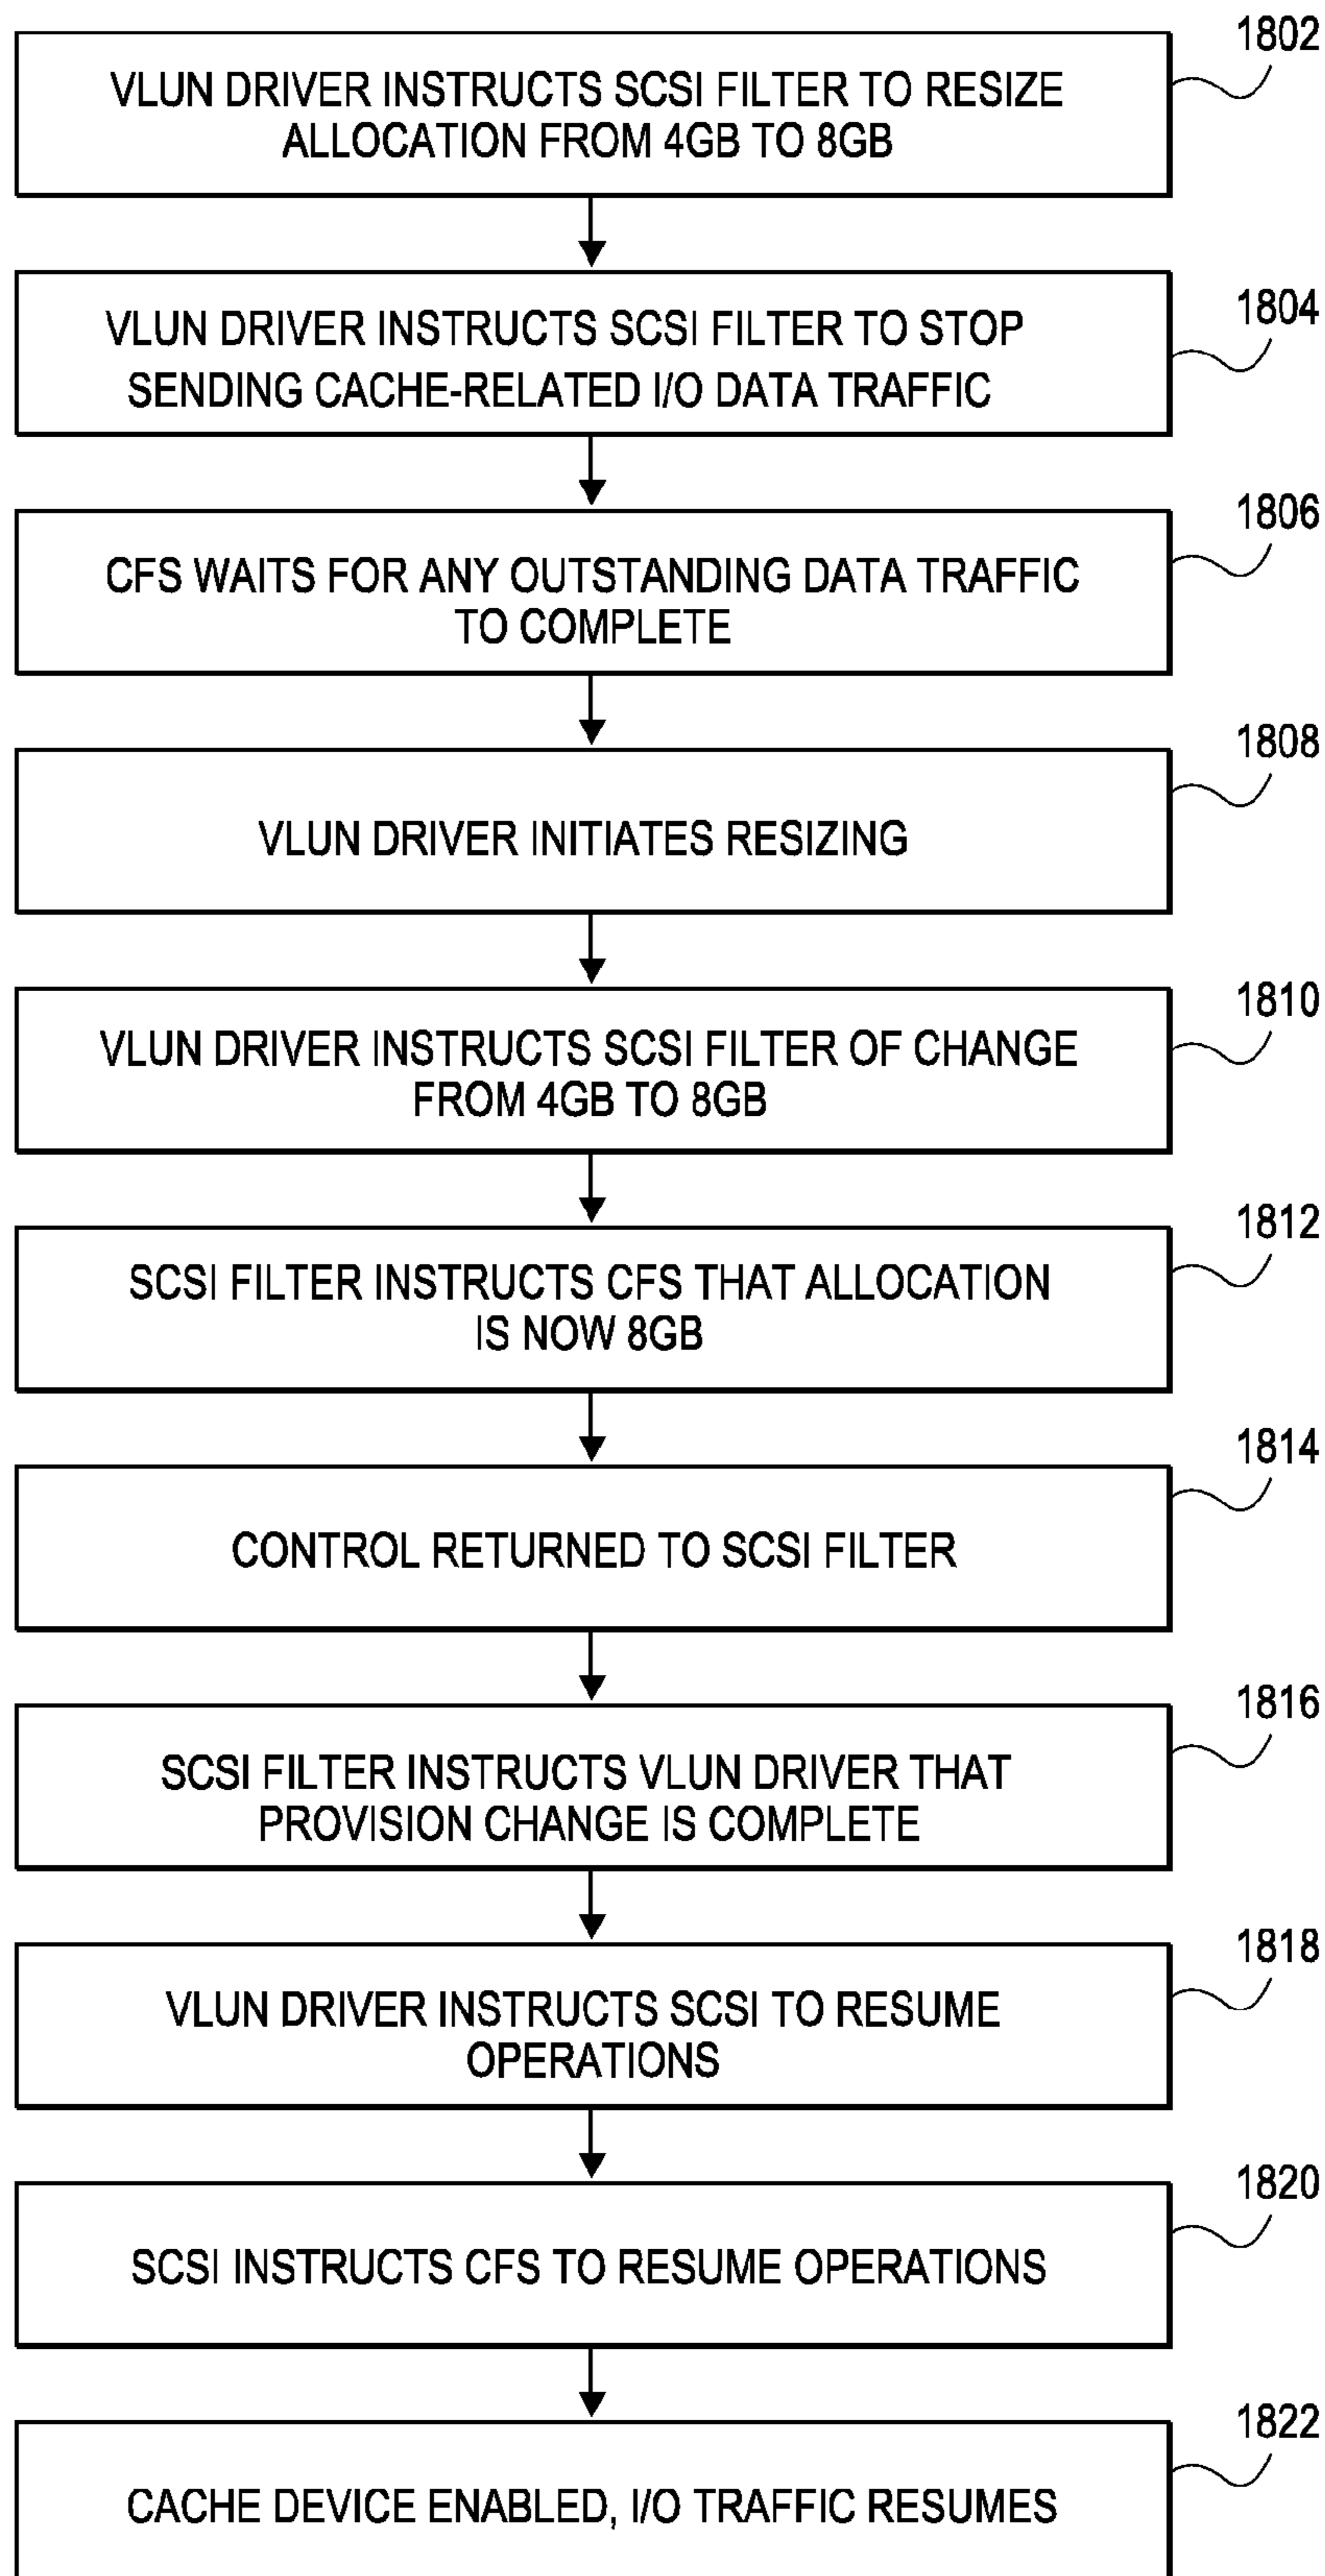 1802
VLUN DRIVER INSTRUCTS SCSI FILTER TO RESIZE
ALLOCATION FROM 4GB TO 8GB
1804
VLUN DRIVER INSTRUCTS SCSI FILTER TO STOP
SENDING CACHE-RELATED I/O DATA TRAFFIC
1806
CFS WAITS FOR ANY OUTSTANDING DATA TRAFFIC
TO COMPLETE
1808
VLUN DRIVER INITIATES RESIZING
1810
VLUN DRIVER INSTRUCTS SCSI FILTER OF CHANGE
FROM 4GB TO 8GB
1812
SCSI FILTER INSTRUCTS CFS THAT ALLOCATION
IS NOW 8GB
1814
CONTROL RETURNED TO SCSI FILTER
1816
SCSI FILTER INSTRUCTS VLUN DRIVER THAT
PROVISION CHANGE IS COMPLETE
1818
VLUN DRIVER INSTRUCTS SCSI TO RESUME
OPERATIONS
1820
SCSI INSTRUCTS CFS TO RESUME OPERATIONS
1822
CACHE DEVICE ENABLED, I/O TRAFFIC RESUMES